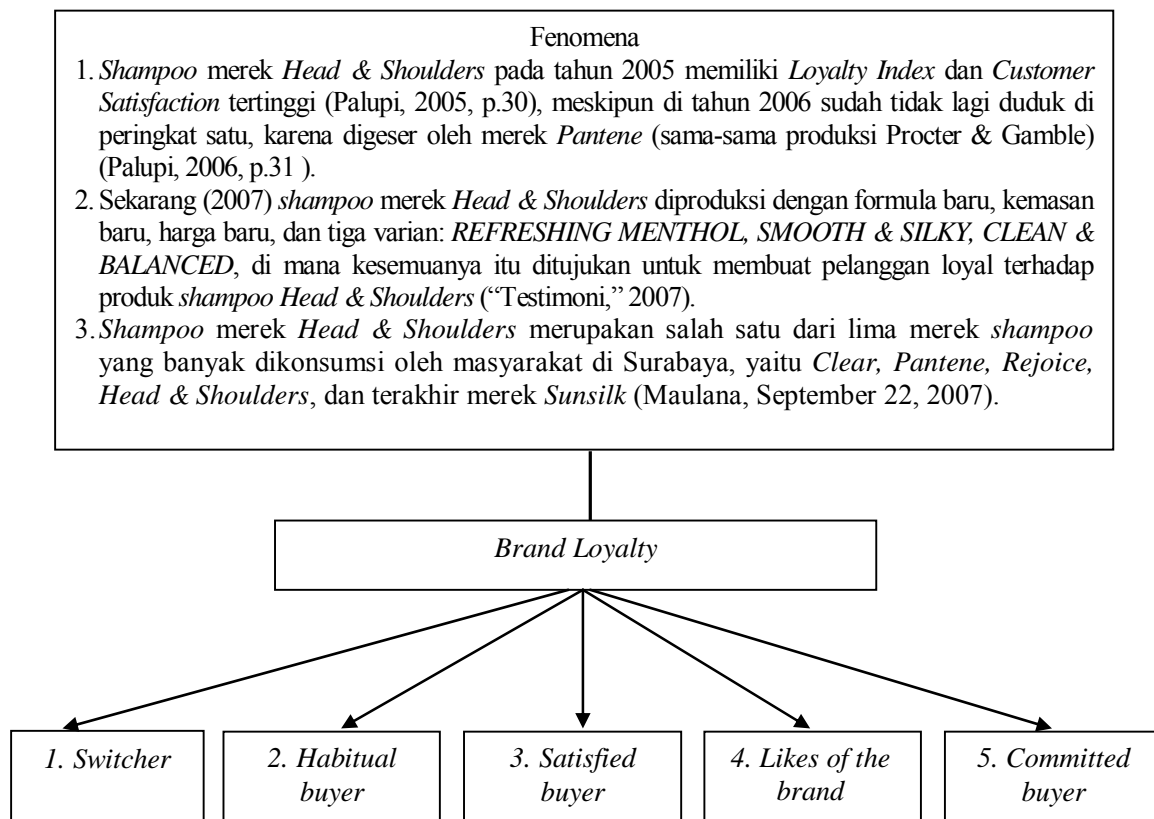 Fenomena
1. Shampoo merek Head & Shoulders pada tahun 2005 memiliki Loyalty Index dan Customer
Satisfaction tertinggi (Palupi, 2005, p.30), meskipun di tahun 2006 sudah tidak lagi duduk di
peringkat satu, karena digeser oleh merek Pantene (sama-sama produksi Procter & Gamble)
(Palupi, 2006, p.31 ).
2. Sekarang (2007) shampoo merek Head & Shoulders diproduksi dengan formula baru, kemasan
baru, harga baru, dan tiga varian: REFRESHING MENTHOL, SMOOTH & SILKY, CLEAN &
BALANCED, di mana kesemuanya itu ditujukan untuk membuat pelanggan loyal terhadap
produk shampoo Head & Shoulders (“Testimoni,” 2007).
3. Shampoo merek Head & Shoulders merupakan salah satu dari lima merek shampoo
yang banyak dikonsumsi oleh masyarakat di Surabaya, yaitu Clear, Pantene, Rejoice,
Head & Shoulders, dan terakhir merek Sunsilk (Maulana, September 22, 2007).
Brand Loyalty
1. Switcher
2. Habitual
buyer
3. Satisfied
buyer
4. Likes of the
brand
5. Committed
buyer